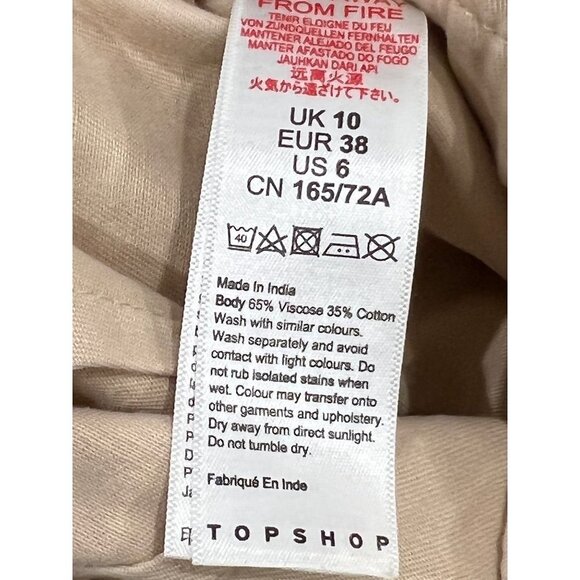 FROM FIRE
TENIR ELOIGNE DU FEU
VON ZUNDQUELLEN FERNHALTEN
MANTENER ALEJADO DEL FEUGO
MANTER AFASTADO DO FOGO
JAUHKAN DARI API
远离火源
火気から遠ざけて下さい。
UK 10
EUR 38
US 6
CN 165/72A
40
Made In India
Body 65% Viscose 35% Cotton
Wash with similar colours.
Wash separately and avoid
contact with light colours. Do
not rub isolated stains when
wet. Colour may transfer onto
other garments and upholstery.
Dry away from direct sunlight.
Do not tumble dry.
Fabriqué En Inde
TOPSHOP